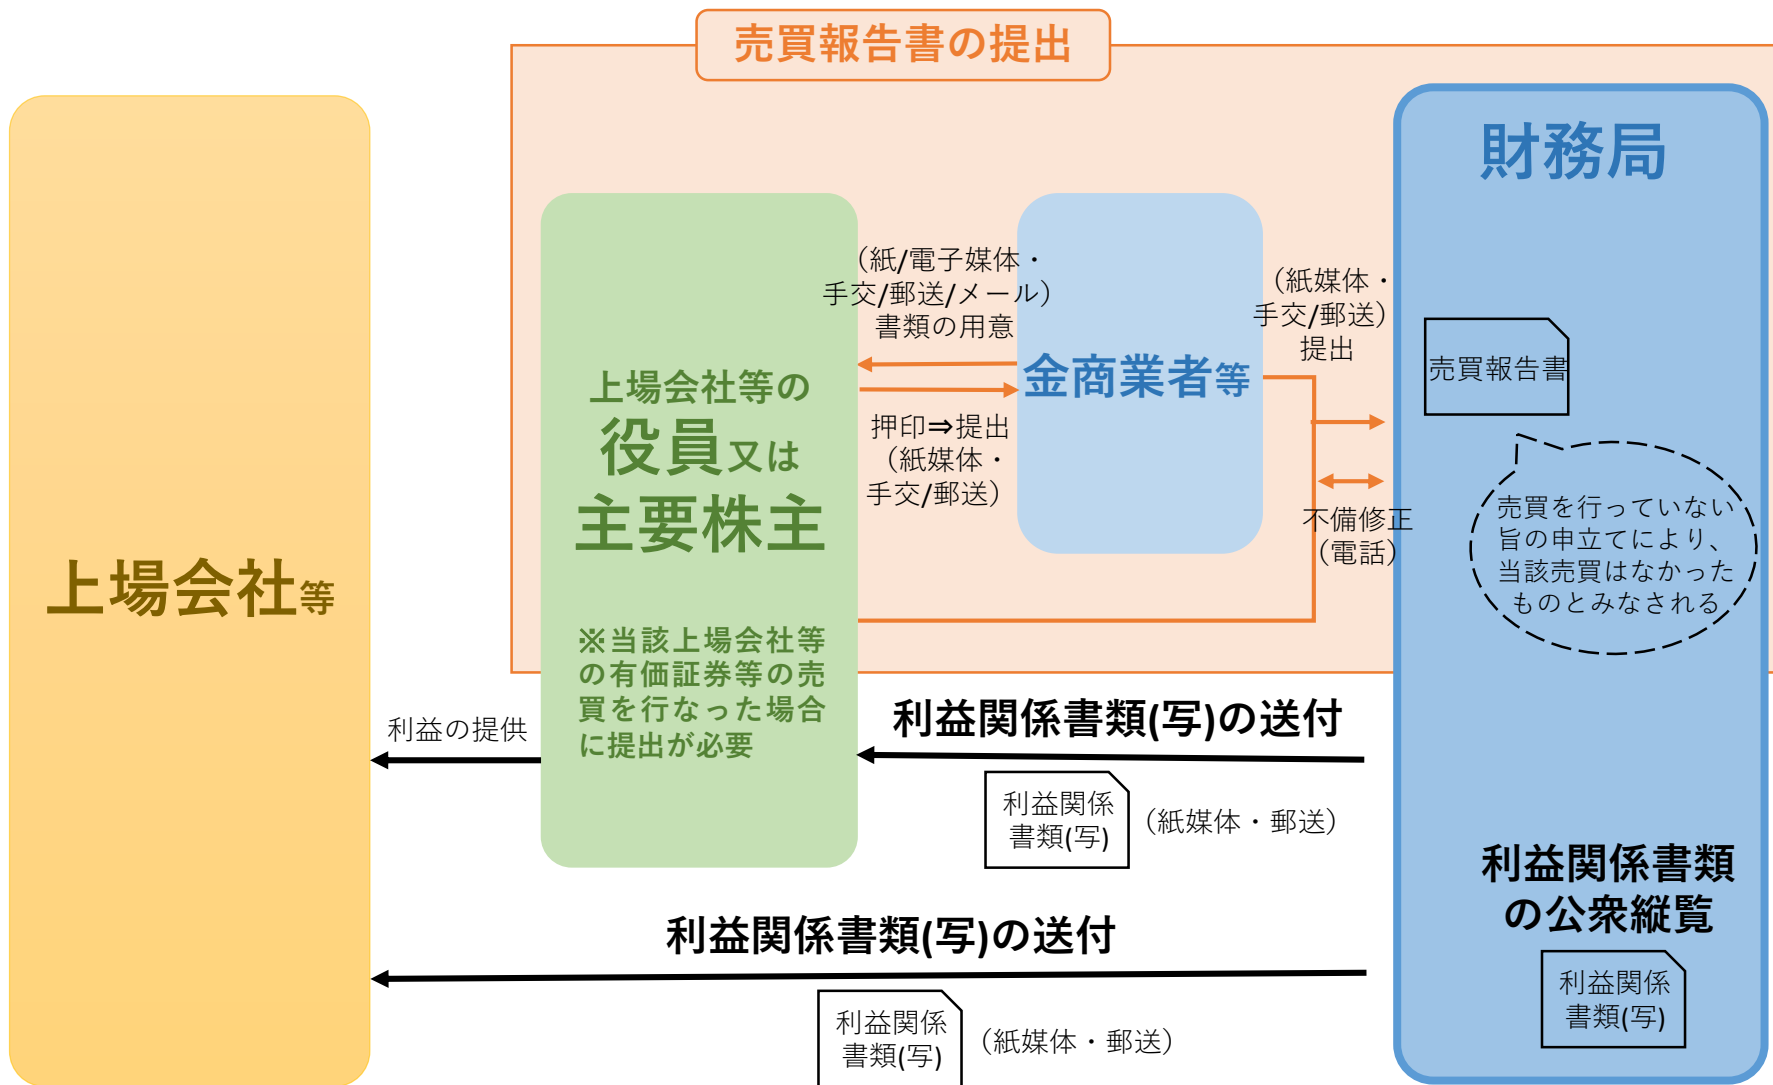 売買報告書の提出
財務局
上場会社等
上場会社等の
役員又は
主要株主
※当該上場会社等
の有価証券等の売
買を行なった場合
に提出が必要
（紙/電子媒体・
手交/郵送/メール）
書類の用意
金商業者等
押印⇒提出
（紙媒体・
手交/郵送）
（紙媒体・
手交/郵送）
提出
不備修正
（電話）
売買報告書
売買を行っていない
旨の申立てにより、
当該売買はなかった
ものとみなされる
利益の提供
利益関係書類(写)の送付
利益関係
書類(写)
（紙媒体・郵送）
利益関係書類
の公衆縦覧
利益関係
書類(写)
利益関係書類(写)の送付
利益関係
書類(写)
（紙媒体・郵送）